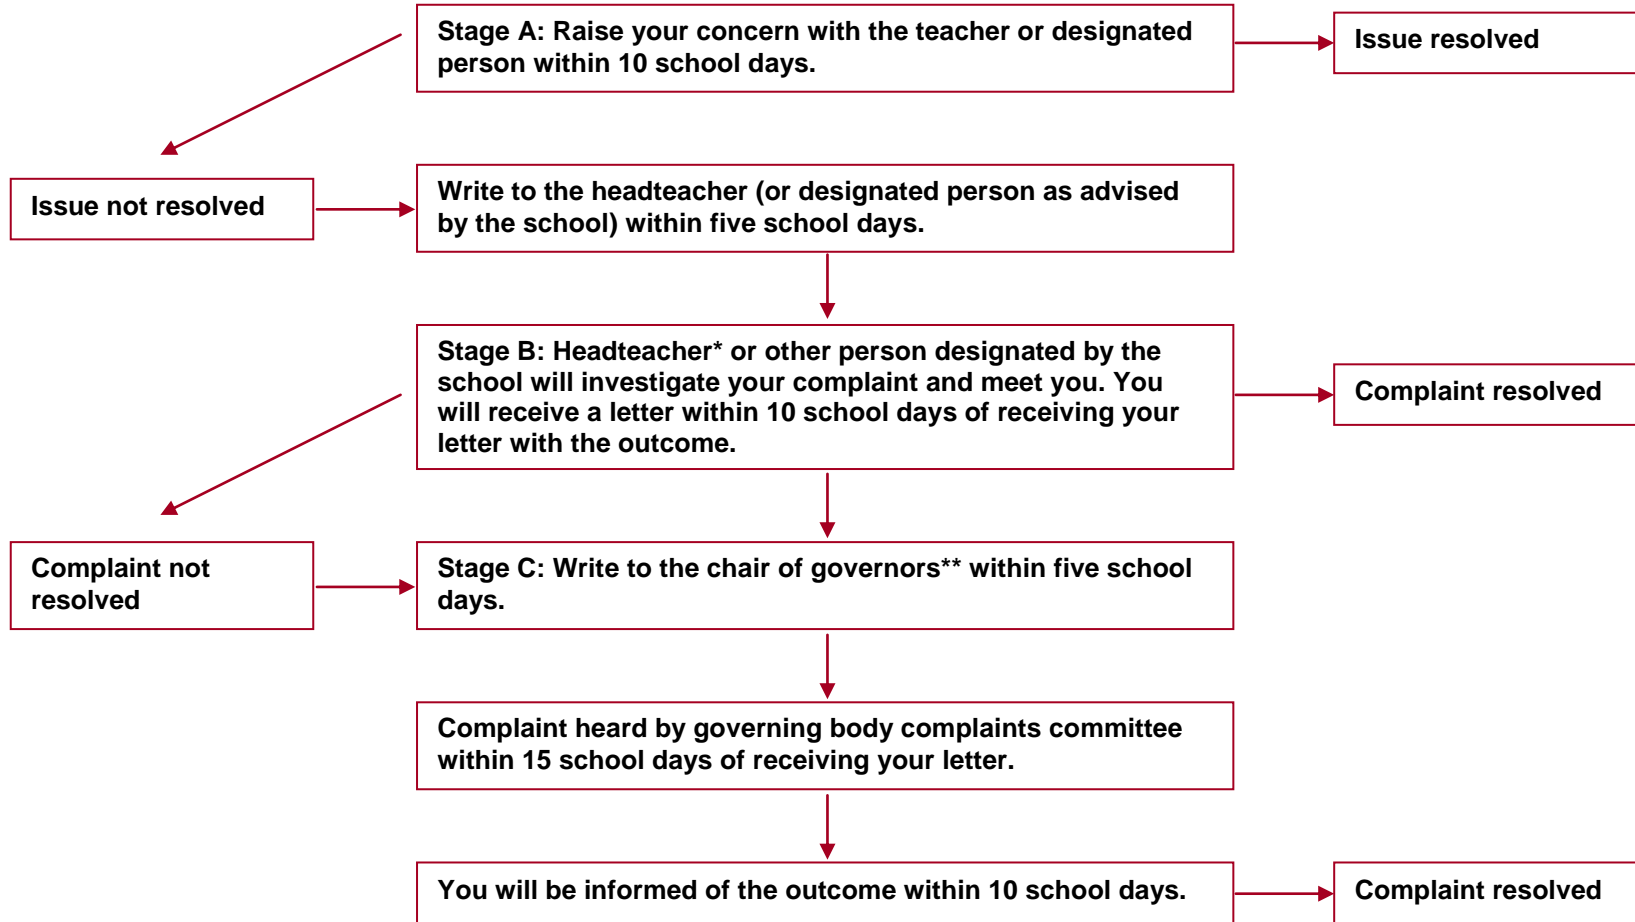 Stage A: Raise your concern with the teacher or designated
person within 10 school days.
Issue resolved
Issue not resolved
Write to the headteacher (or designated person as advised
by the school) within five school days.
Stage B: Headteacher* or other person designated by the
school will investigate your complaint and meet you. You
will receive a letter within 10 school days of receiving your
letter with the outcome.
Complaint resolved
Complaint not
resolved
Stage C: Write to the chair of governors** within five school
days.
Complaint heard by governing body complaints committee
within 15 school days of receiving your letter.
You will be informed of the outcome within 10 school days.
Complaint resolved